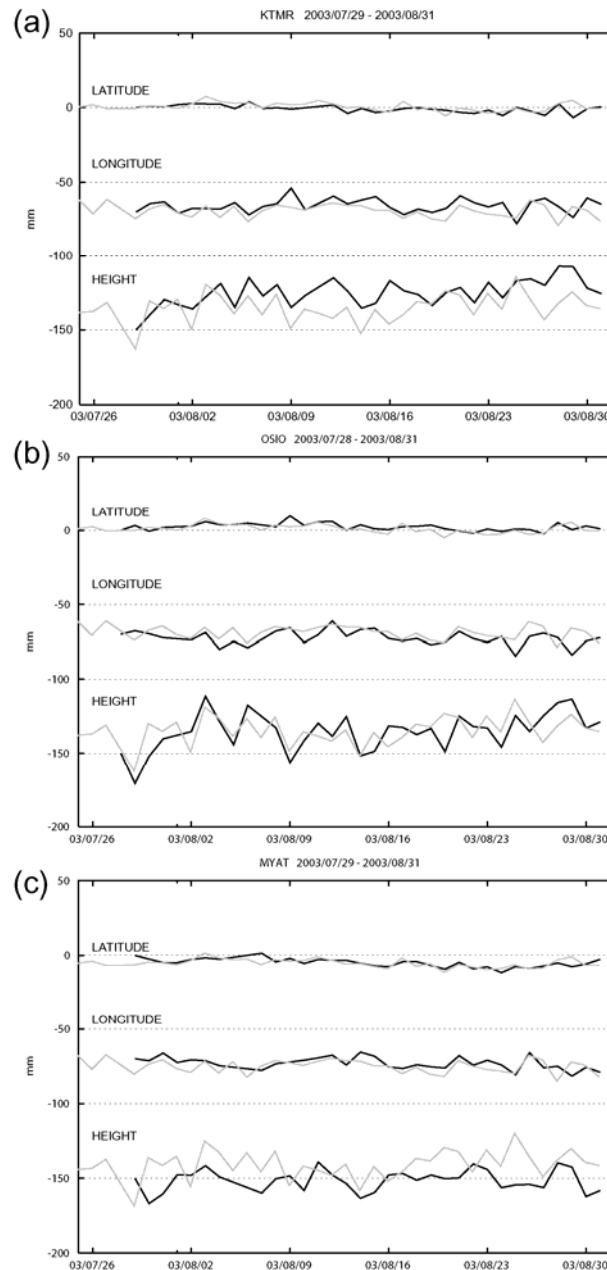 (a)
KTMR 2003/07/29 - 2003/08/31
50
LATITUDE
0
LONGITUDE
-50
mm
-100
HEIGHT
-150
-200
03/07/26 03/08/02 03/08/09 03/08/16 03/08/23 03/08/30
(b)
OSIO 2003/07/28 - 2003/08/31
50
LATITUDE
0
LONGITUDE
-50
mm
-100
HEIGHT
-150
-200
03/07/26 03/08/02 03/08/09 03/08/16 03/08/23 03/08/30
(c)
MYAT 2003/07/29 - 2003/08/31
50
LATITUDE
0
LONGITUDE
-50
mm
-100
HEIGHT
-150
-200
03/07/26 03/08/02 03/08/09 03/08/16 03/08/23 03/08/30